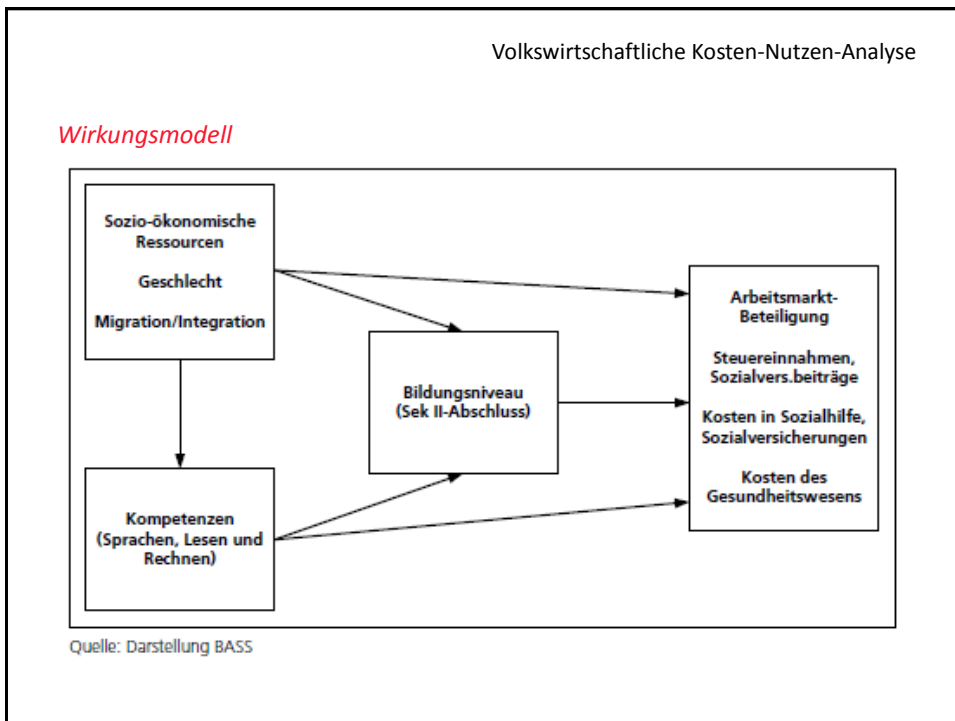 Volkswirtschaftliche Kosten-Nutzen-Analyse
Wirkungsmodell
Sozio-ökonomische
Ressourcen
Geschlecht
Migration/Integration
Kompetenzen
(Sprachen, Lesen und
Rechnen)
Bildungsniveau
(Sek II-Abschluss)
Arbeitsmarkt-
Beteiligung
Steuereinnahmen,
Sozialvers.beiträge
Kosten in Sozialhilfe,
Sozialversicherungen
Kosten des
Gesundheitswesens
Quelle: Darstellung BASS